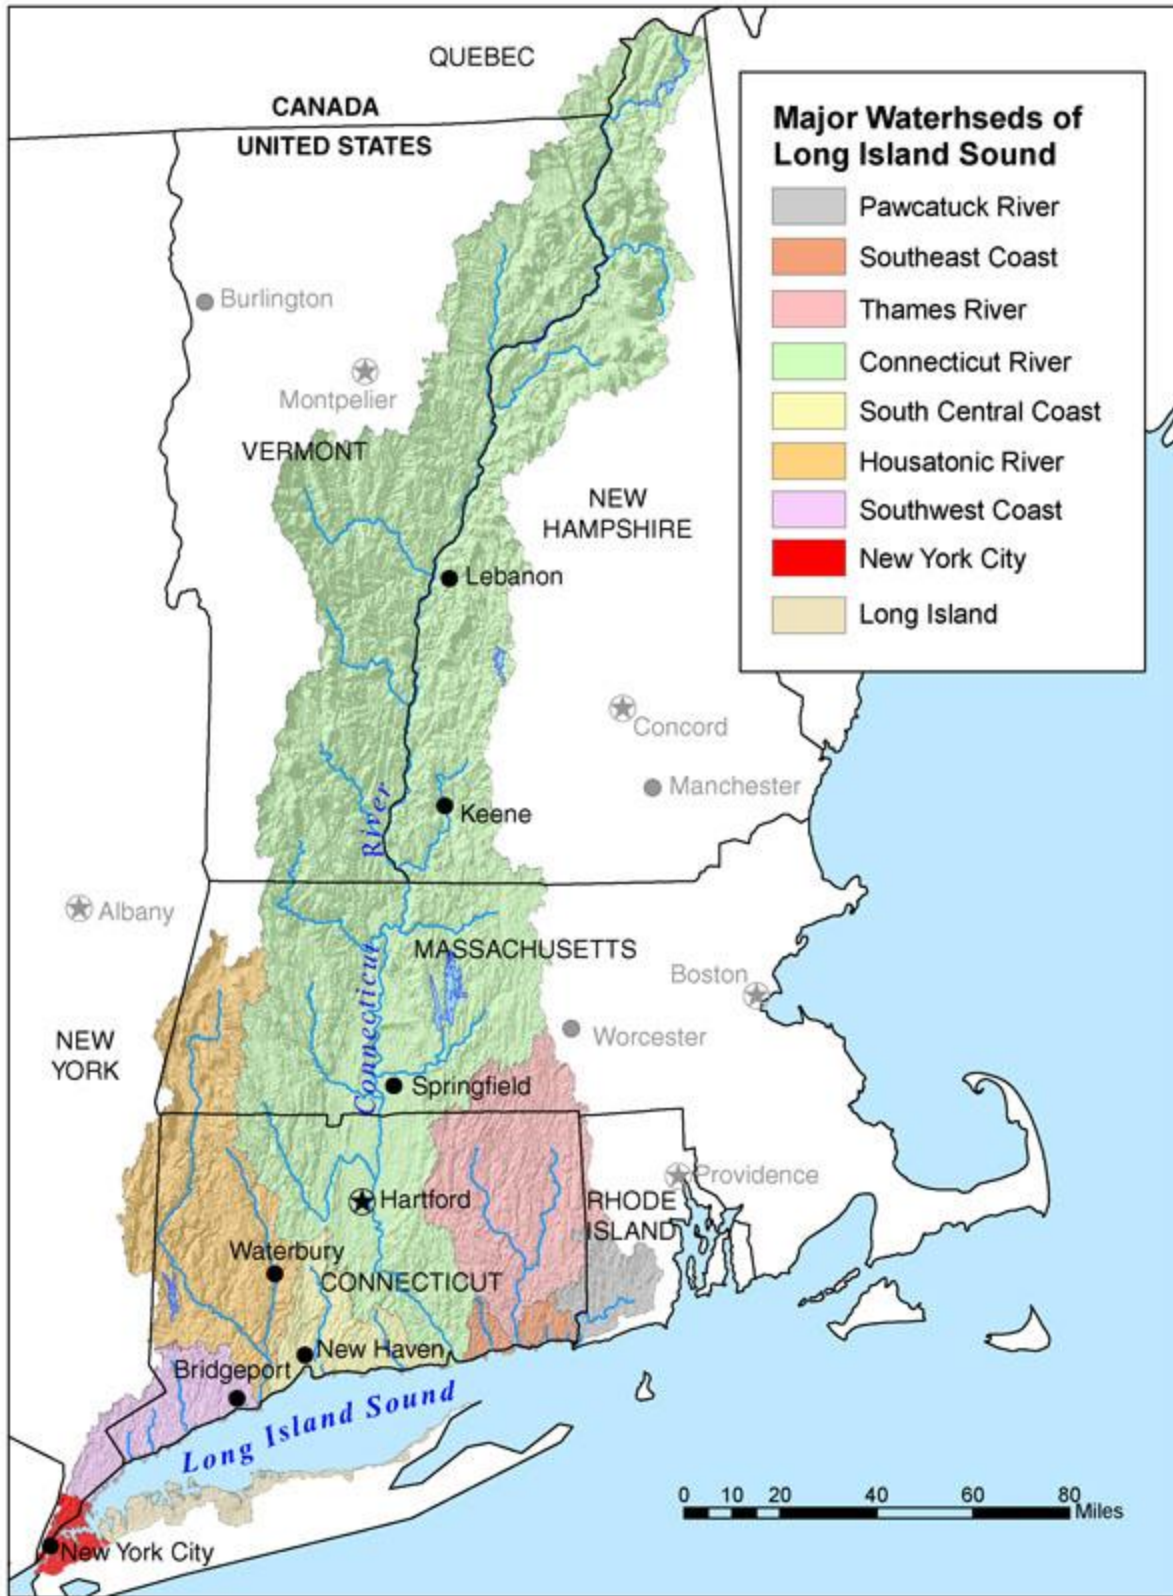 QUEBEC
CANADA
UNITED STATES
Major Waterhseds of
Long Island Sound
Pawcatuck River
Southeast Coast
Thames River
Connecticut River
South Central Coast
Housatonic River
Southwest Coast
New York City
Long Island
Burlington
Montpelier
VERMONT
NEW
HAMPSHIRE
Lebanon
Concord
Manchester
Keene
River
Albany
MASSACHUSETTS
Connecticut
Boston
NEW
YORK
Worcester
Springfield
Providence
RHODE
ISLAND
Hartford
Waterbury
CONNECTICUT
New Haven
Bridgeport
Long Island Sound
0 10 20 40 60 80
Miles
New York City